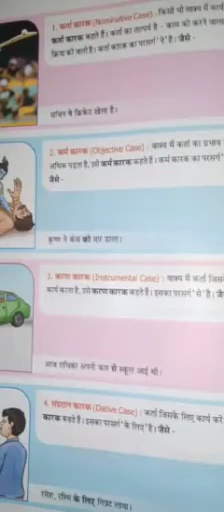 1. कर्ता कारक (Nominative Case) : किसी भी वाक्य में कार्य
कर्ता कारक कहते हैं। कर्ता का तात्पर्य है - काम को करने वाला
क्रिया की जाती है। कर्ता कारक का परसर्ग 'ने' है। जैसे -
सचिन ने क्रिकेट खेला है।
2. कर्म कारक (Objective Case) : वाक्य में कर्ता का प्रभाव
अधिक पड़ता है, उसे कर्म कारक कहते हैं। कर्म कारक का परसर्ग
जैसे -
कृष्ण ने कंस को मार डाला।
3. करण कारक (Instrumental Case) : वाक्य में कर्ता जिस
कार्य करता है, उसे करण कारक कहते हैं। इसका परसर्ग 'से' है।
आज राधिका अपनी कार से स्कूल आई थी।
4. संप्रदान कारक (Dative Case) : कर्ता जिसके लिए कार्य करे
कारक कहते हैं। इसका परसर्ग 'के लिए' है। जैसे -
रमेश, रश्मि के लिए गिफ्ट लाया।